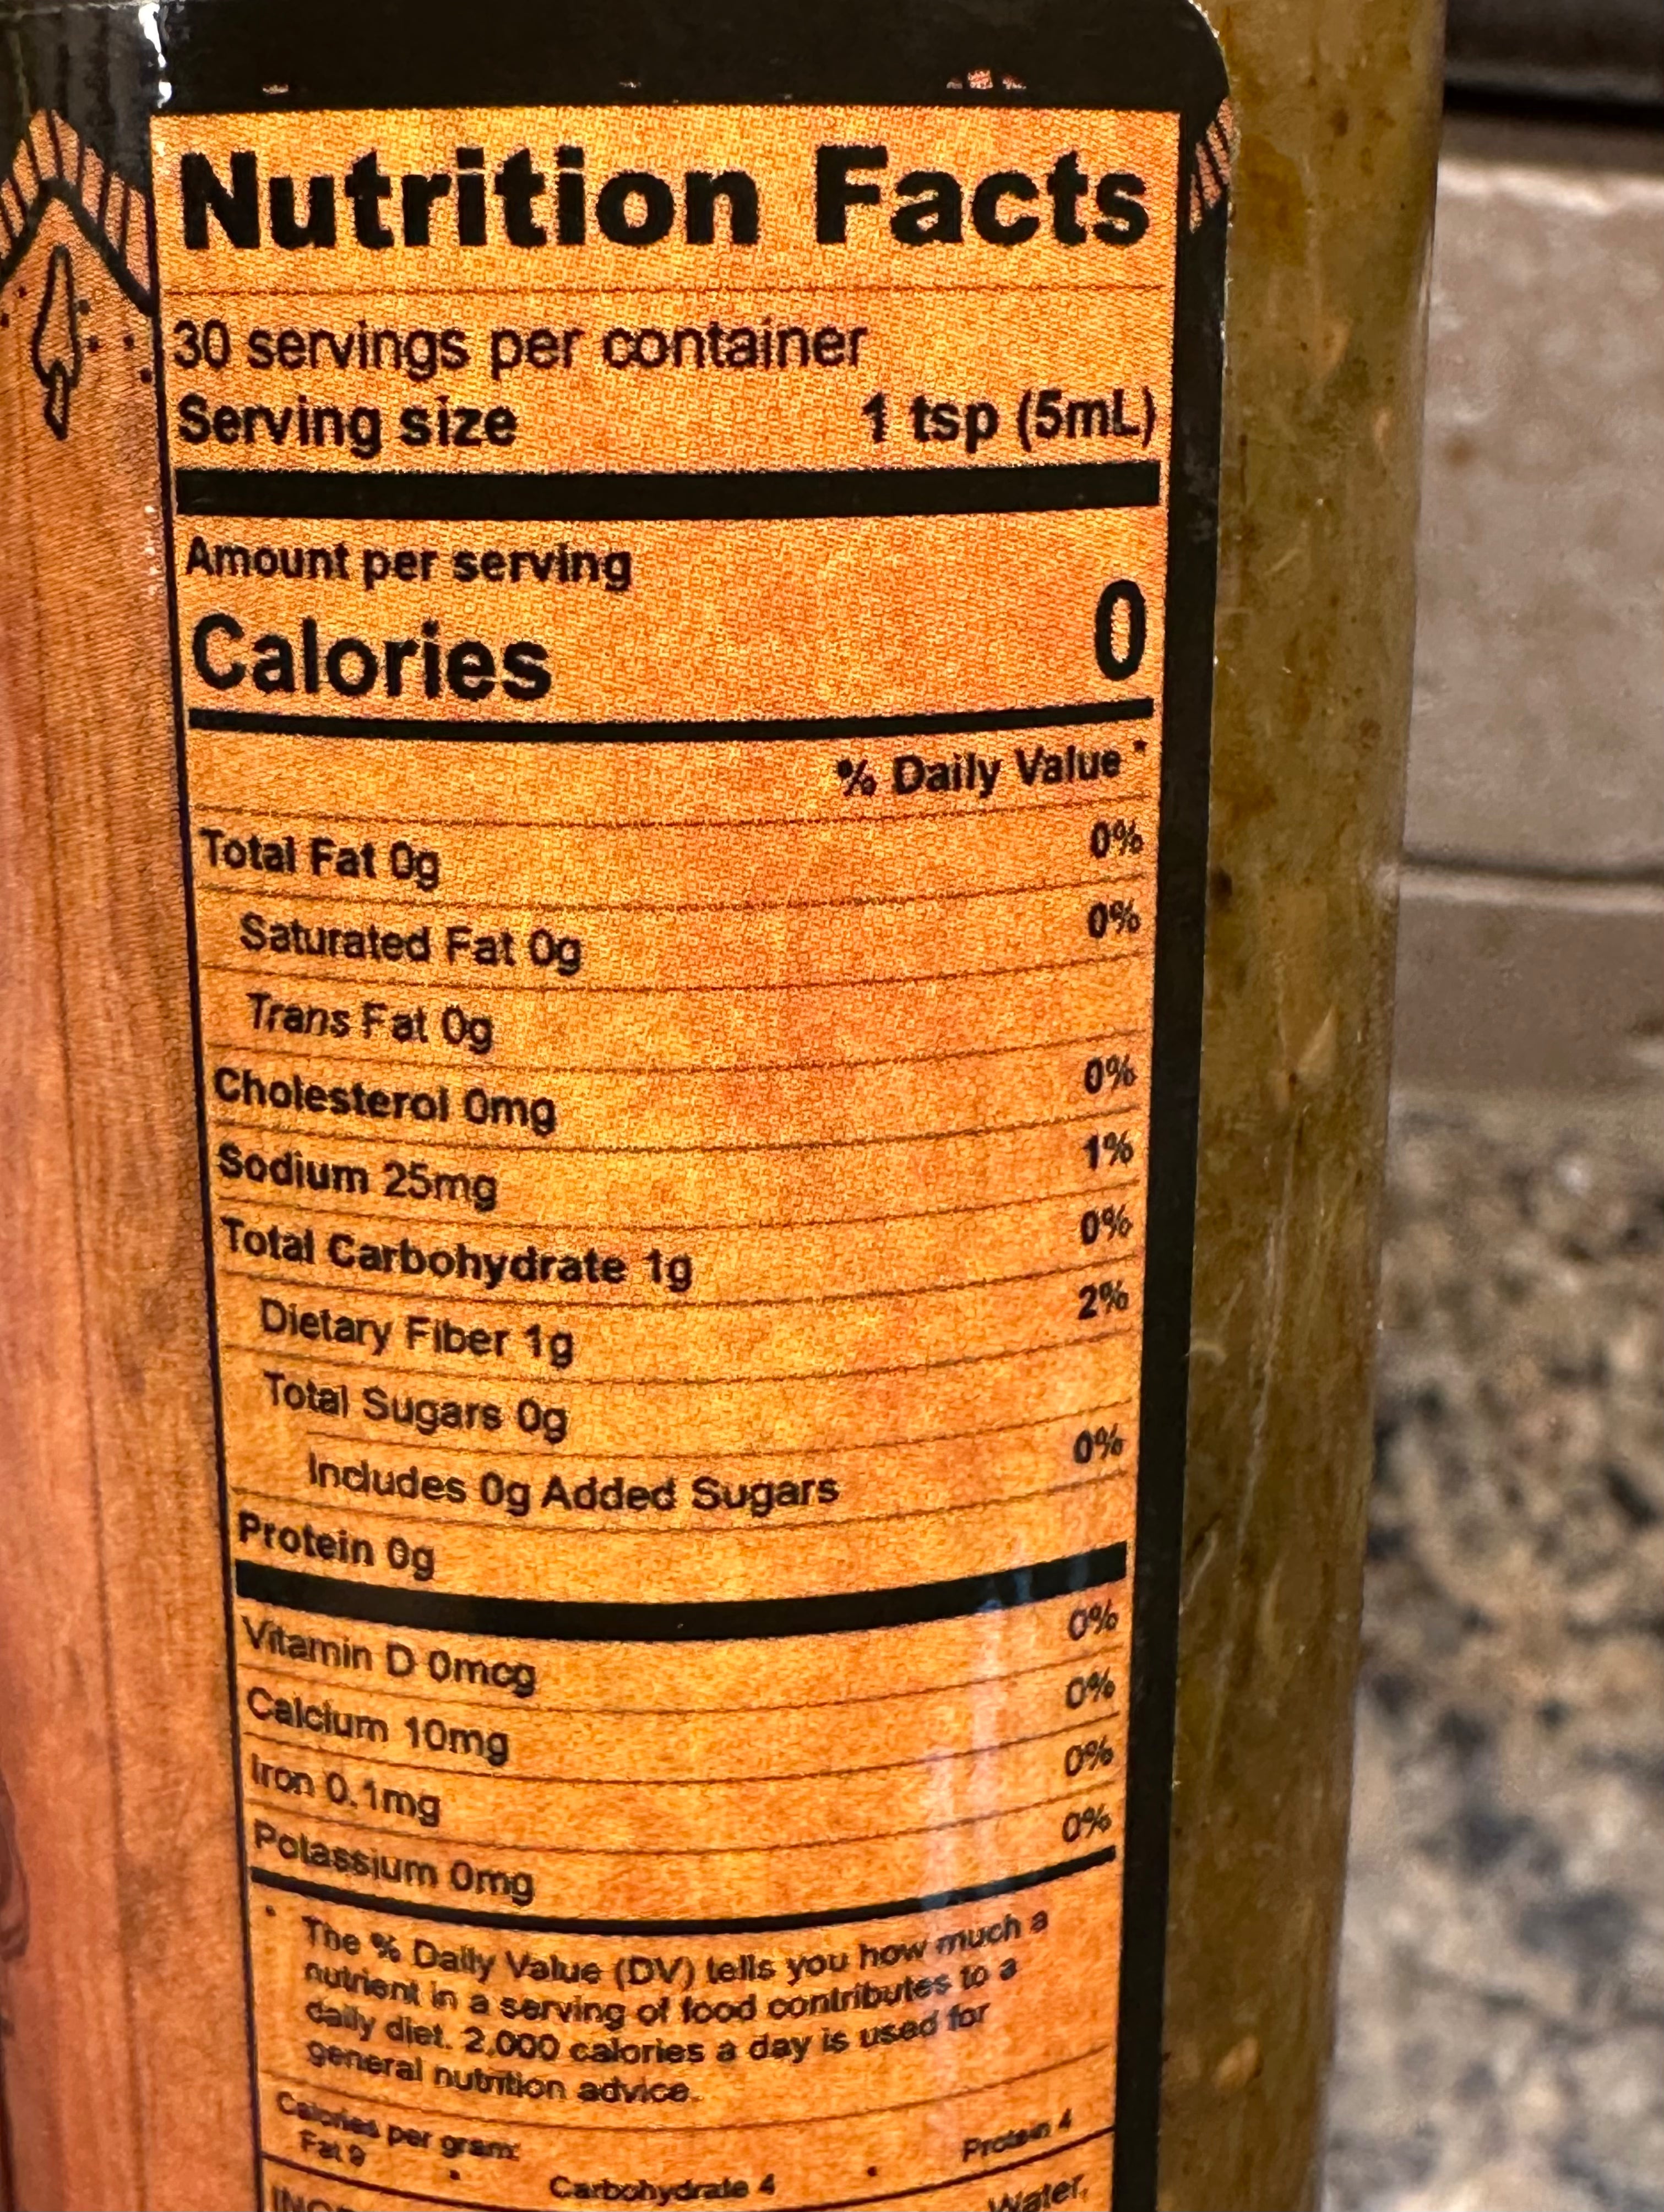 Nutrition Facts
30 servings per container
Serving size 1 tsp (5mL)
Amount per serving
Calories 0
% Daily Value *
Total Fat 0g 0%
Saturated Fat 0g 0%
Trans Fat 0g
Cholesterol 0mg 0%
Sodium 25mg 1%
Total Carbohydrate 1g 0%
Dietary Fiber 1g 2%
Total Sugars 0g
Includes 0g Added Sugars 0%
Protein 0g
Vitamin D 0mcg 0%
Calcium 10mg 0%
Iron 0.1mg 0%
Potassium 0mg 0%
* The % Daily Value (DV) tells you how much a
nutrient in a serving of food contributes to a
daily diet. 2,000 calories a day is used for
general nutrition advice.
Calories per gram:
Fat 9 • Carbohydrate 4 • Protein 4
Water,